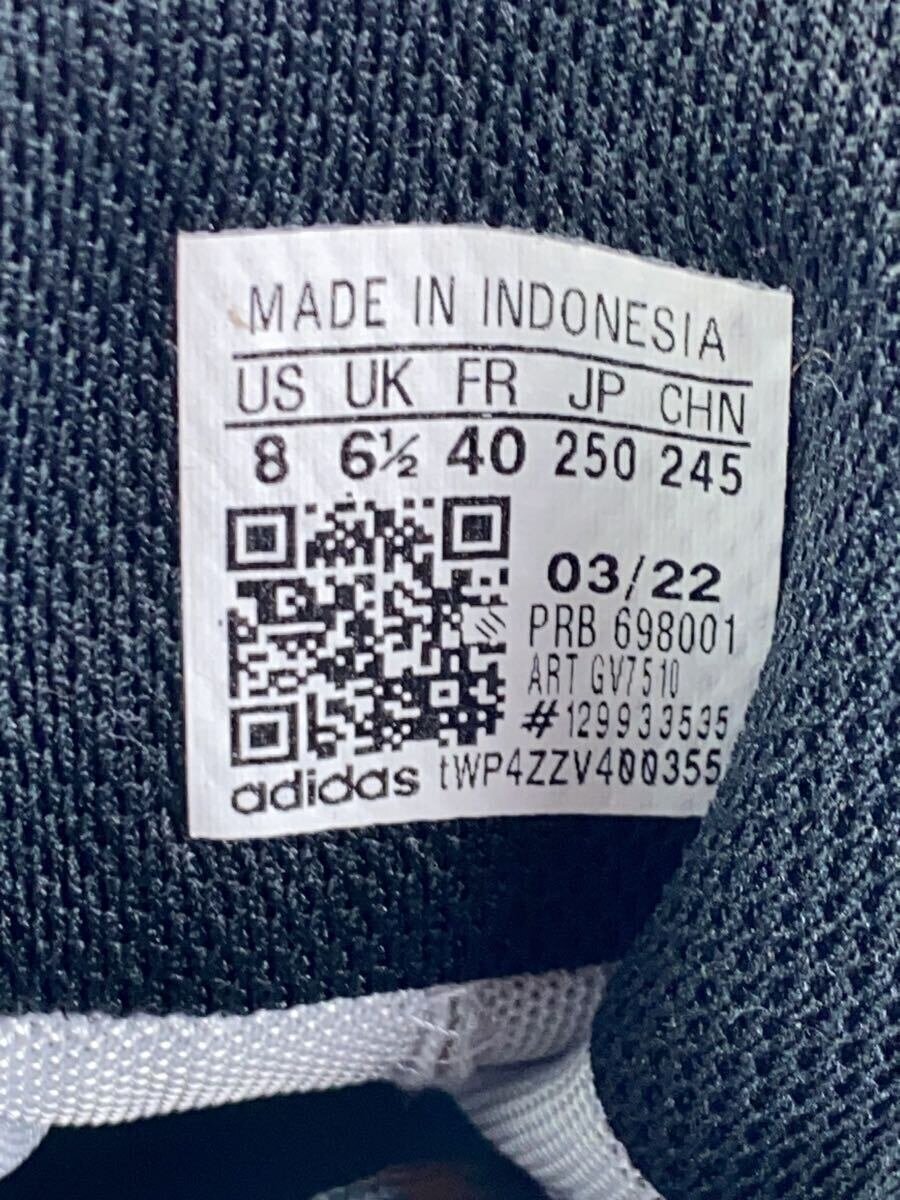 MADE IN INDONESIA
US UK FR JP CHN
8 6½ 40 250 245
03/22
PRB 698001
ART GV7510
#129933535
adidas tWP4ZZV400355